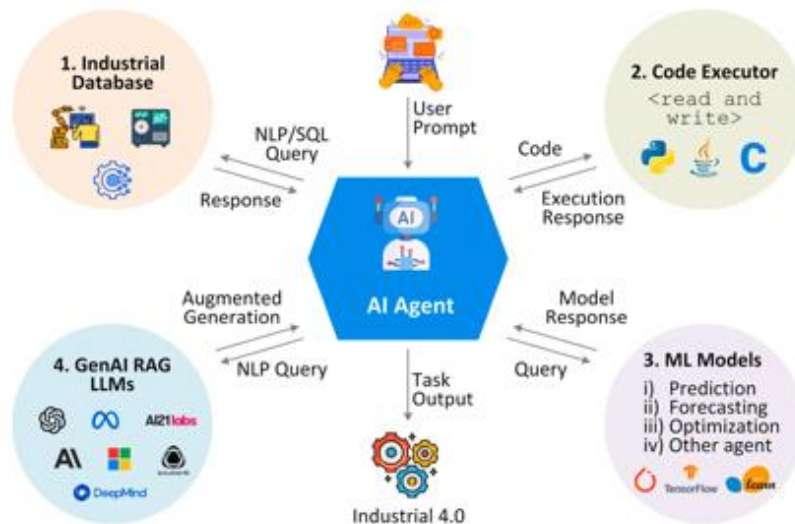 1. Industrial
Database
User
Prompt
2. Code Executor
<read and
write>
C
NLP/SQL
Query
Response
Code
Execution
Response
AI
AI Agent
Augmented
Generation
NLP Query
Model
Response
Query
Task
Output
4. GenAI RAG
LLMs
AI21labs
A\
DeepMind
3. ML Models
i) Prediction
ii) Forecasting
iii) Optimization
iv) Other agent
TensorFlow
learn
Industrial 4.0